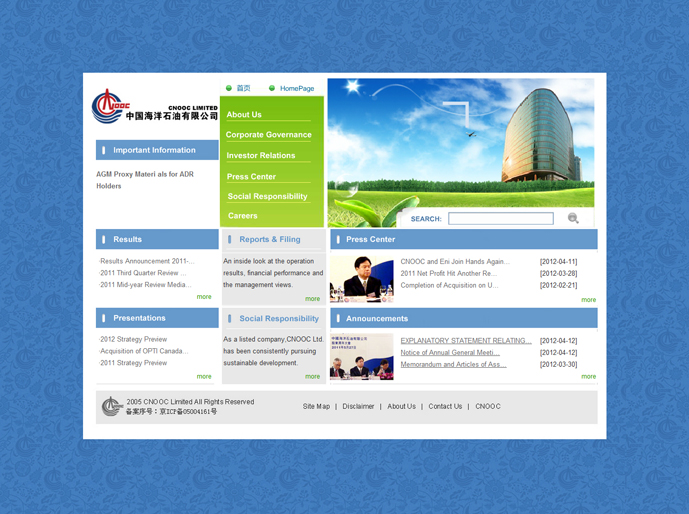 首页 HomePage
CNOOC
CNOOC LIMITED
中国海洋石油有限公司
About Us
Corporate Governance
Investor Relations
Press Center
Social Responsibility
Careers
Important Information
AGM Proxy Materi als for ADR
Holders
SEARCH:
Results
·Results Announcement 2011-...
2011 Third Quarter Review ...
2011 Mid-year Review Media...
more
Reports & Filing
An inside look at the operation
results, financial performance and
the management views.
more
Press Center
CNOOC and Eni Join Hands Again... [2012-04-11]
2011 Net Profit Hit Another Re... [2012-03-28]
Completion of Acquisition on U... [2012-02-21]
more
Presentations
2012 Strategy Preview
·Acquisition of OPTI Canada...
2011 Strategy Preview
more
Social Responsibility
As a listed company,CNOOC Ltd.
has been consistently pursuing
sustainable development.
more
Announcements
EXPLANATORY STATEMENT RELATING... [2012-04-12]
Notice of Annual General Meeti... [2012-04-12]
Memorandum and Articles of Ass... [2012-03-30]
more
2005 CNOOC Limited All Rights Reserved
备案序号：京ICP备05004161号
Site Map | Disclaimer | About Us | Contact Us | CNOOC